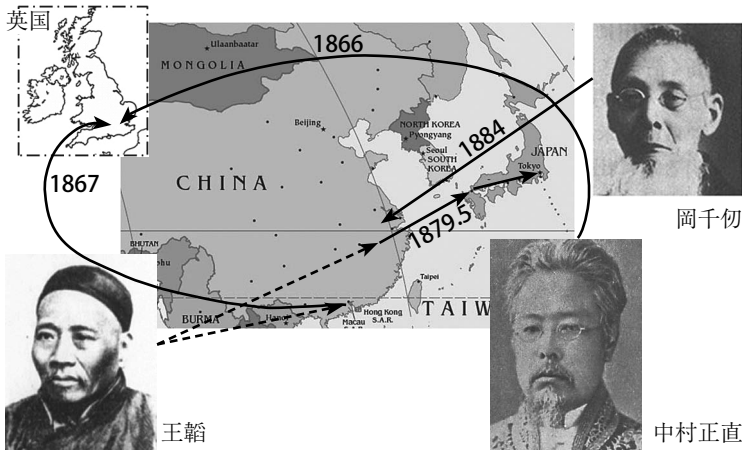 英国
1866
Ulaanbaatar
MONGOLIA
Beijing
NORTH KOREA
Pyongyang
Seoul
SOUTH
KOREA
1884
JAPAN
Tokyo
岡千仞
1867
CHINA
1879.5
BHUTAN
phu
Taipei
TAIW
BURMA
Hanoi
Hong Kong
S.A.R.
Macau
S.A.R.
王韜
中村正直